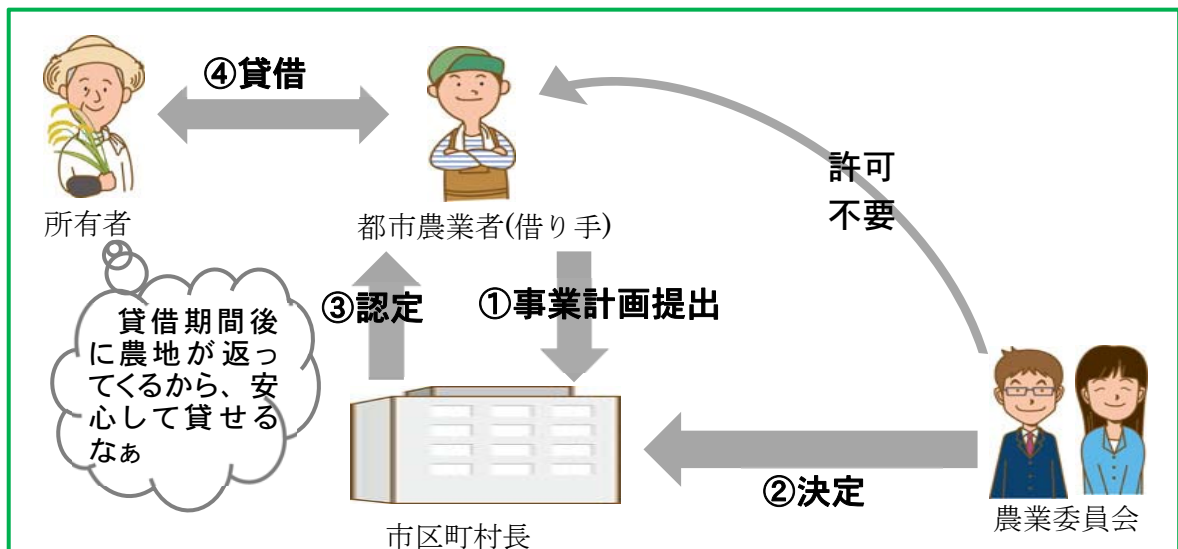 ④貸借
許可
不要
所有者
都市農業者(借り手)
③認定
①事業計画提出
貸借期間後
に農地が返っ
てくるから、安
心して貸せる
なぁ
②決定
市区町村長
農業委員会